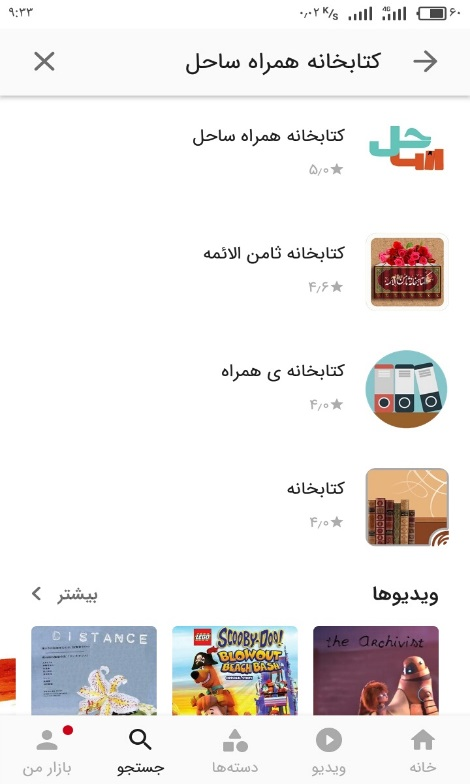 ۹:۳۳
۰٫۰۲ K/s
4G
۶۰
کتابخانه همراه ساحل
کتابخانه همراه ساحل
۵٫۰
کتابخانه ثامن الائمه
۴٫۶
کتابخانه ی همراه
۴٫۰
کتابخانه
۴٫۰
ویدیوها
بیشتر
the archivist
LEGO
SCOOBY-DOO!
BLOWOUT
BEACH BASH
DISTANCE
خانه
ویدیو
دسته‌ها
جستجو
بازار من